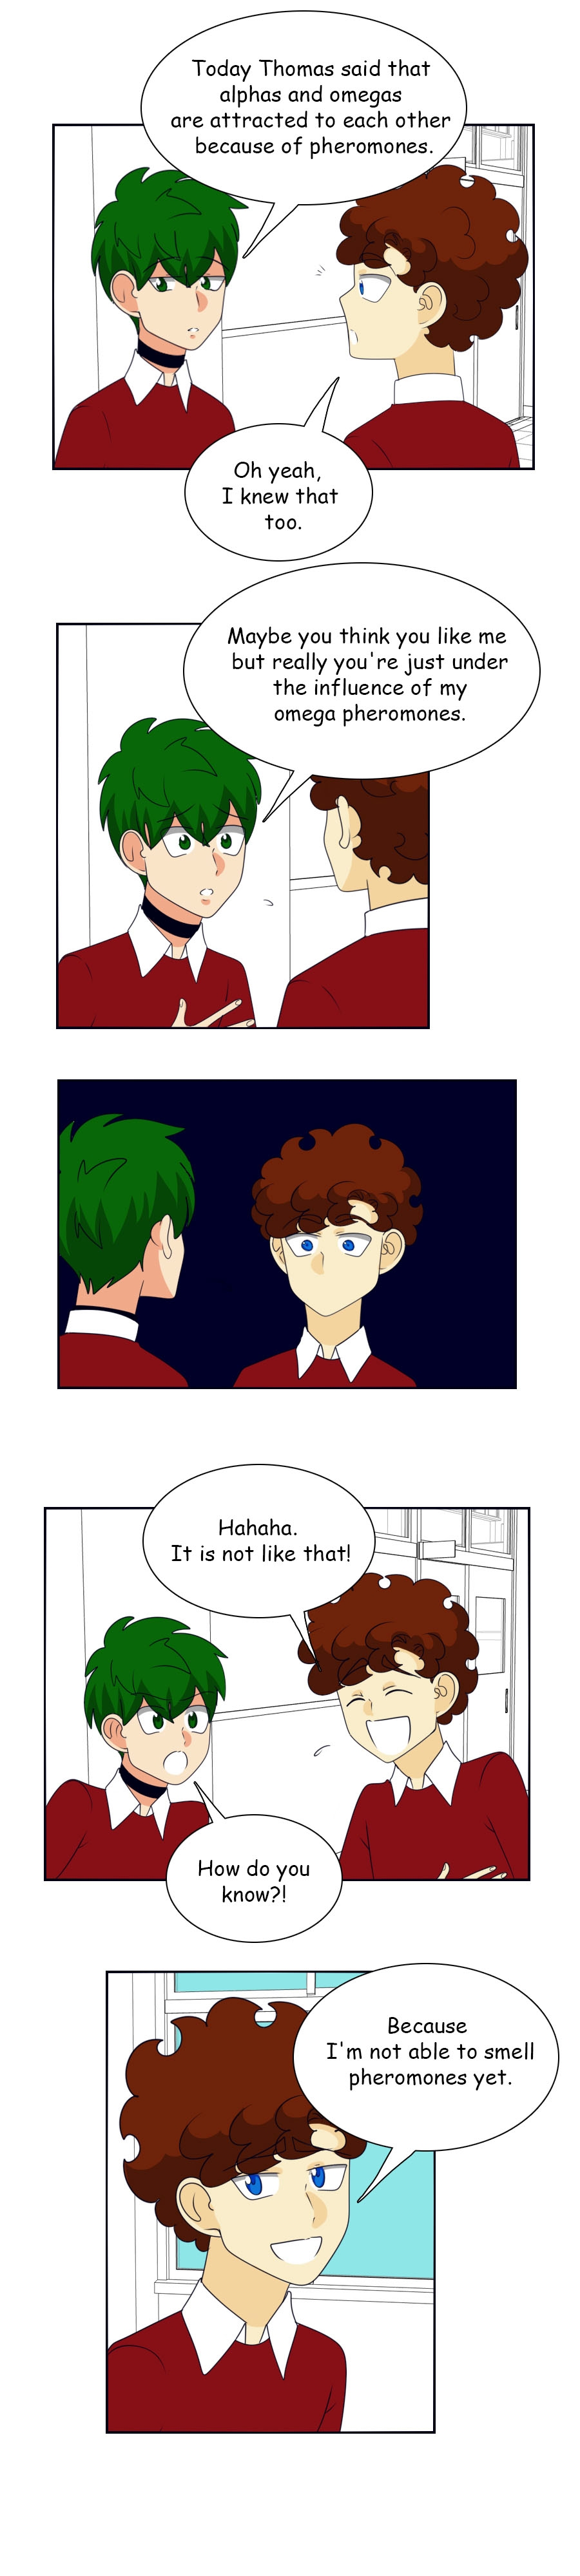 Today Thomas said that
alphas and omegas
are attracted to each other
because of pheromones.
Oh yeah,
I knew that
too.
Maybe you think you like me
but really you're just under
the influence of my
omega pheromones.
Hahaha.
It is not like that!
How do you
know?!
Because
I'm not able to smell
pheromones yet.